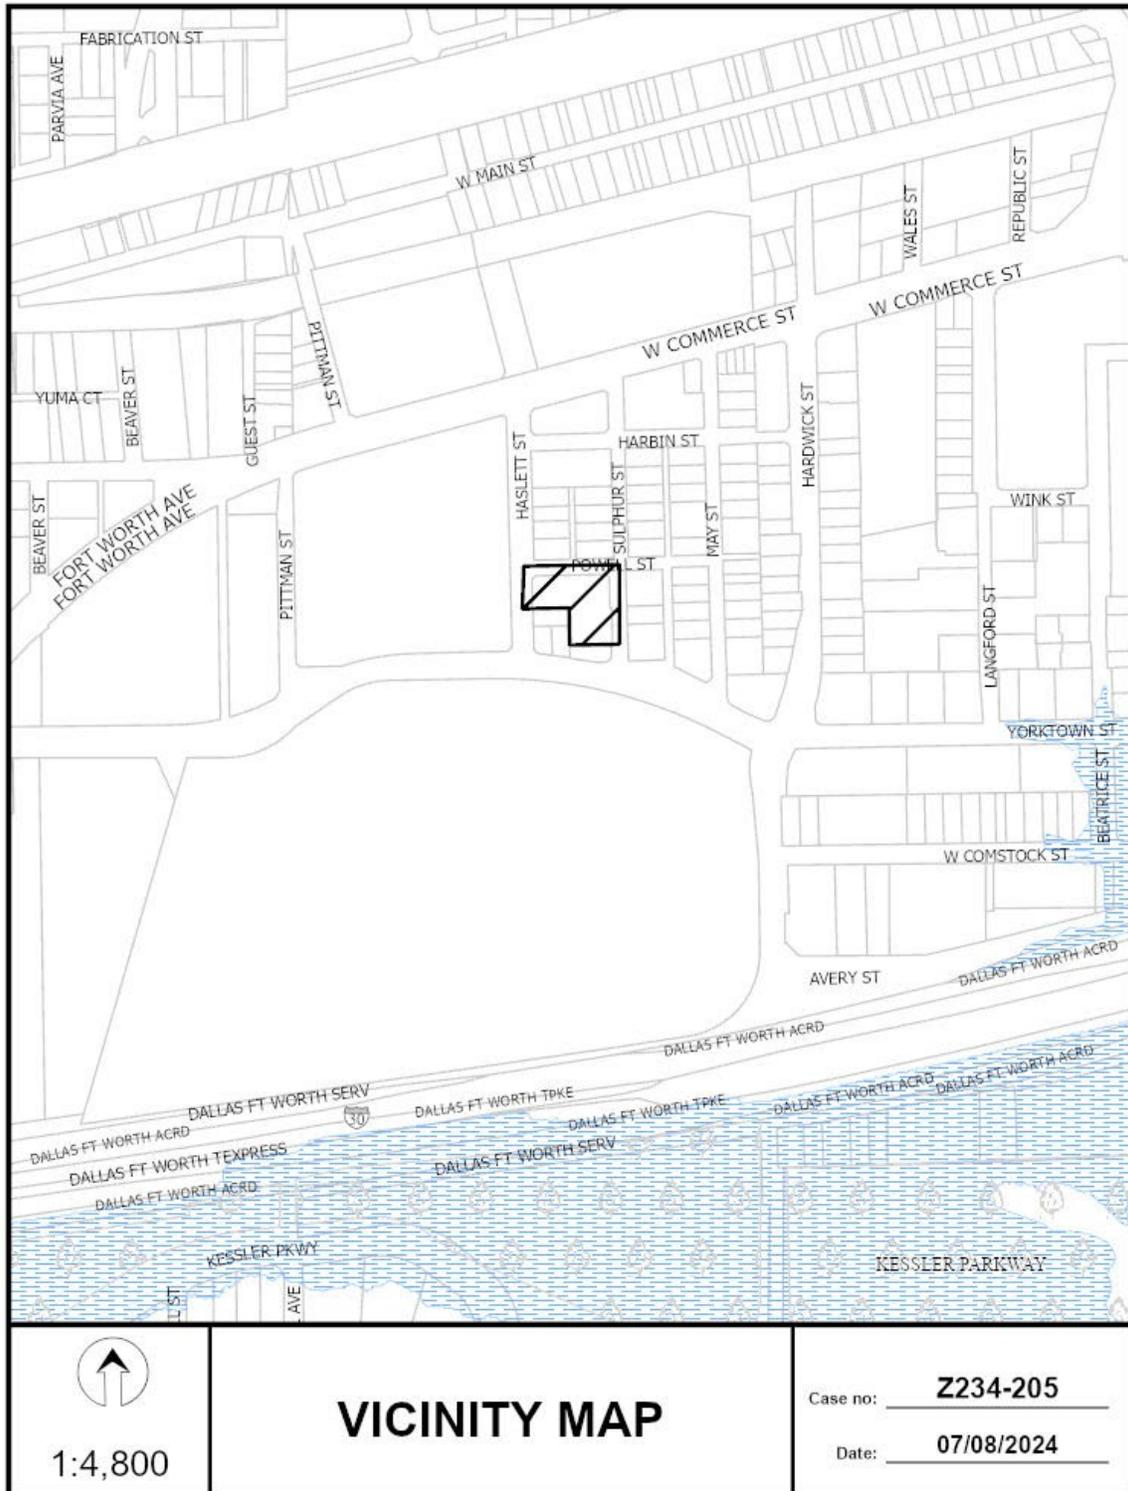 FABRICATION ST
PARVIA AVE
W MAIN ST
WALES ST
REPUBLIC ST
W COMMERCE ST
W COMMERCE ST
PITTMAN ST
YUMA CT
BEAVER ST
GUEST ST
HASLETT ST
HARBIN ST
SULPHUR ST
HARDWICK ST
MAY ST
WINK ST
BEAVER ST
FORT WORTH AVE
FORT WORTH AVE
PITTMAN ST
POWELL ST
LANGFORD ST
YORKTOWN ST
BEATRICE ST
W COMSTOCK ST
AVERY ST
DALLAS FT WORTH ACRD
DALLAS FT WORTH ACRD
DALLAS FT WORTH SERV
30
DALLAS FT WORTH TPKE
DALLAS FT WORTH TPKE
DALLAS FT WORTH ACRD
DALLAS FT WORTH ACRD
DALLAS FT WORTH ACRD
DALLAS FT WORTH TEXPRESS
DALLAS FT WORTH SERV
DALLAS FT WORTH ACRD
KESSLER PKWY
KESSLER PARKWAY
L ST
AVE
1:4,800
VICINITY MAP
Case no: Z234-205
Date: 07/08/2024